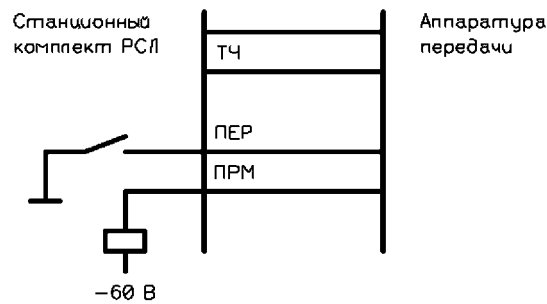 Станционный
комплект РСЛ
Аппаратура
передачи
ТЧ
ПЕР
ПРМ
−60 В